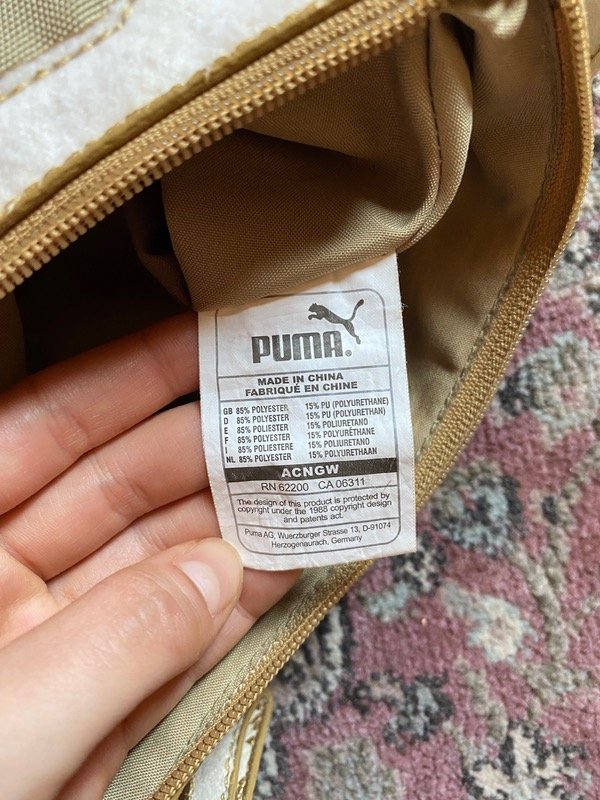 PUMA®.
MADE IN CHINA
FABRIQUÉ EN CHINE
GB 85% POLYESTER 15% PU (POLYURETHANE)
D 85% POLYESTER 15% PU (POLYURETHAN)
E 85% POLIESTER 15% POLIURETANO
F 85% POLYESTER 15% POLYURÉTHANE
I 85% POLIESTERE 15% POLIURETANO
NL 85% POLYESTER 15% POLYURETHAAN
ACNGW
RN 62200 CA 06311
The design of this product is protected by
copyright under the 1988 copyright design
and patents act.
Puma AG, Wuerzburger Strasse 13, D-91074
Herzogenaurach, Germany